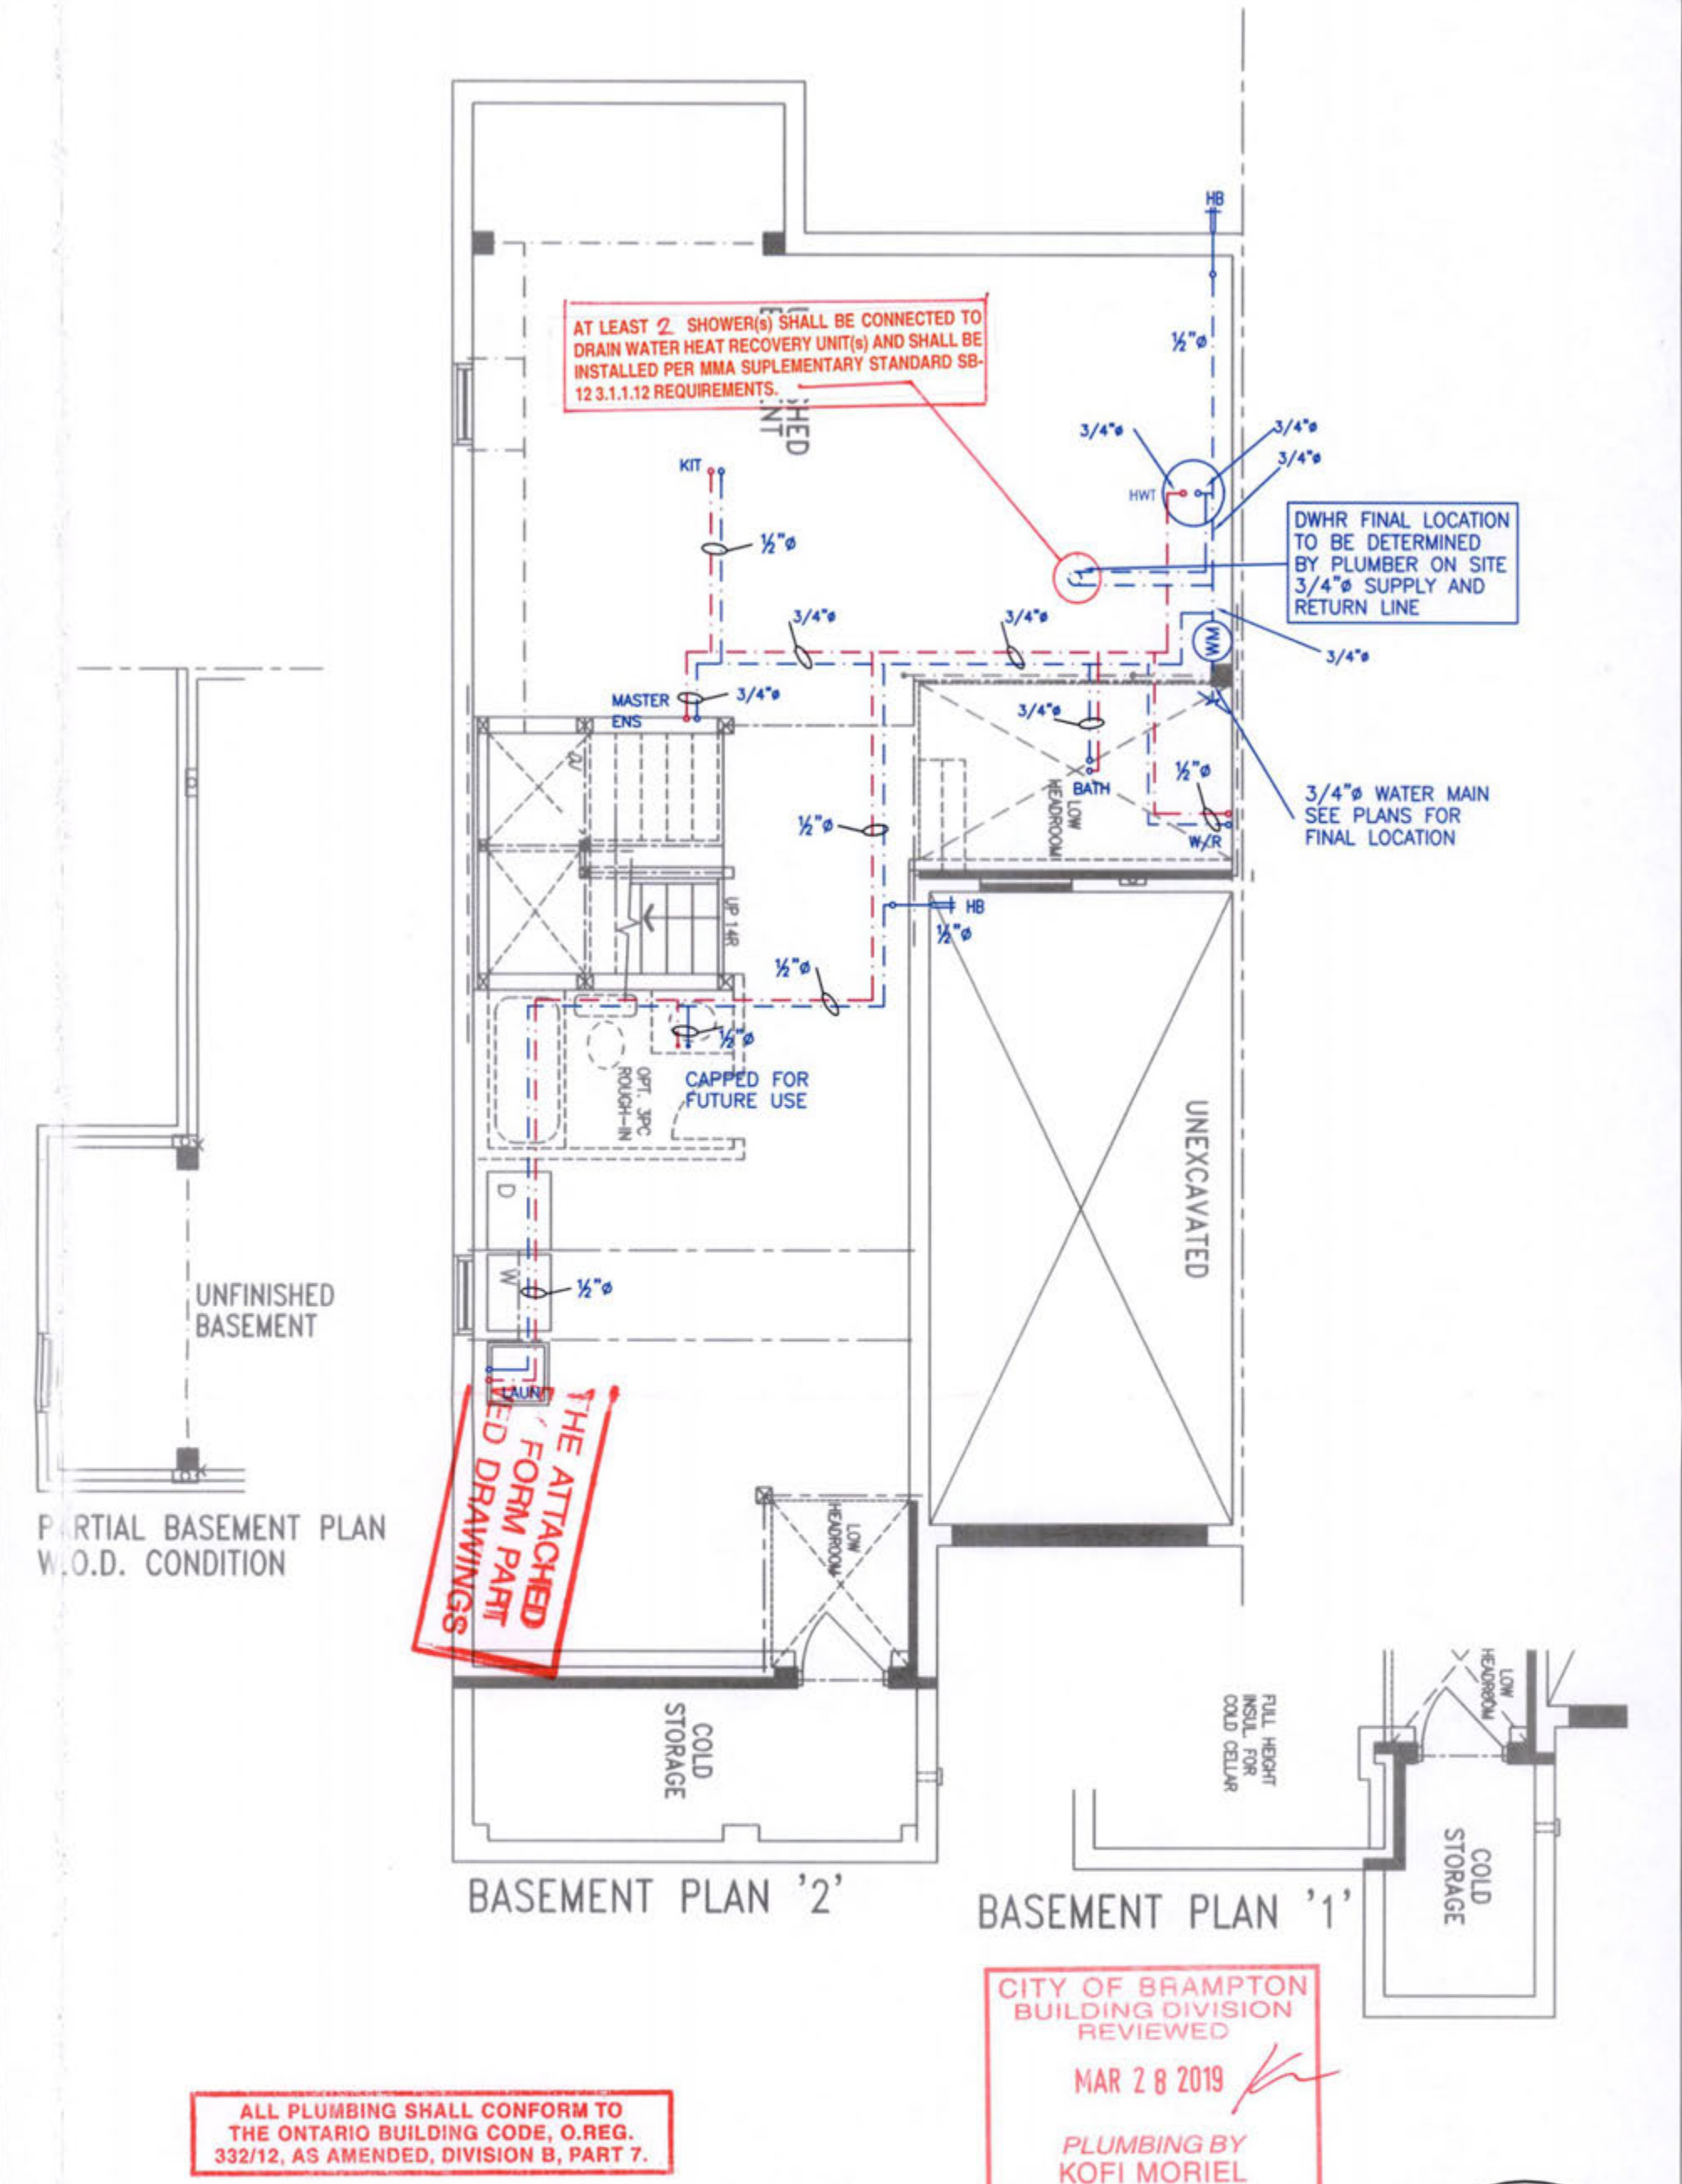 HB
½"ø
AT LEAST 2 SHOWER(s) SHALL BE CONNECTED TO
DRAIN WATER HEAT RECOVERY UNIT(s) AND SHALL BE
INSTALLED PER MMA SUPLEMENTARY STANDARD SB-
12 3.1.1.12 REQUIREMENTS.
KIT
½"ø
3/4"ø
3/4"ø
3/4"ø
HWT
DWHR FINAL LOCATION
TO BE DETERMINED
BY PLUMBER ON SITE
3/4"ø SUPPLY AND
RETURN LINE
3/4"ø
3/4"ø
WM
3/4"ø
MASTER
ENS
3/4"ø
3/4"ø
BATH
½"ø
W/R
LOW
HEADROOM
3/4"ø WATER MAIN
SEE PLANS FOR
FINAL LOCATION
½"ø
UP 14R
HB
½"ø
½"ø
½"ø
OPT. 3PC
ROUGH-IN
CAPPED FOR
FUTURE USE
UNEXCAVATED
D
W
½"ø
LAUN
UNFINISHED
BASEMENT
PARTIAL BASEMENT PLAN
W.O.D. CONDITION
THE ATTACHED
FORM PART
DRAWINGS
LOW
HEADROOM
COLD
STORAGE
FULL HEIGHT
INSUL. FOR
COLD CELLAR
LOW
HEADROOM
COLD
STORAGE
BASEMENT PLAN '2'
BASEMENT PLAN '1'
CITY OF BRAMPTON
BUILDING DIVISION
REVIEWED
MAR 28 2019
PLUMBING BY
KOFI MORIEL
ALL PLUMBING SHALL CONFORM TO
THE ONTARIO BUILDING CODE, O.REG.
332/12, AS AMENDED, DIVISION B, PART 7.